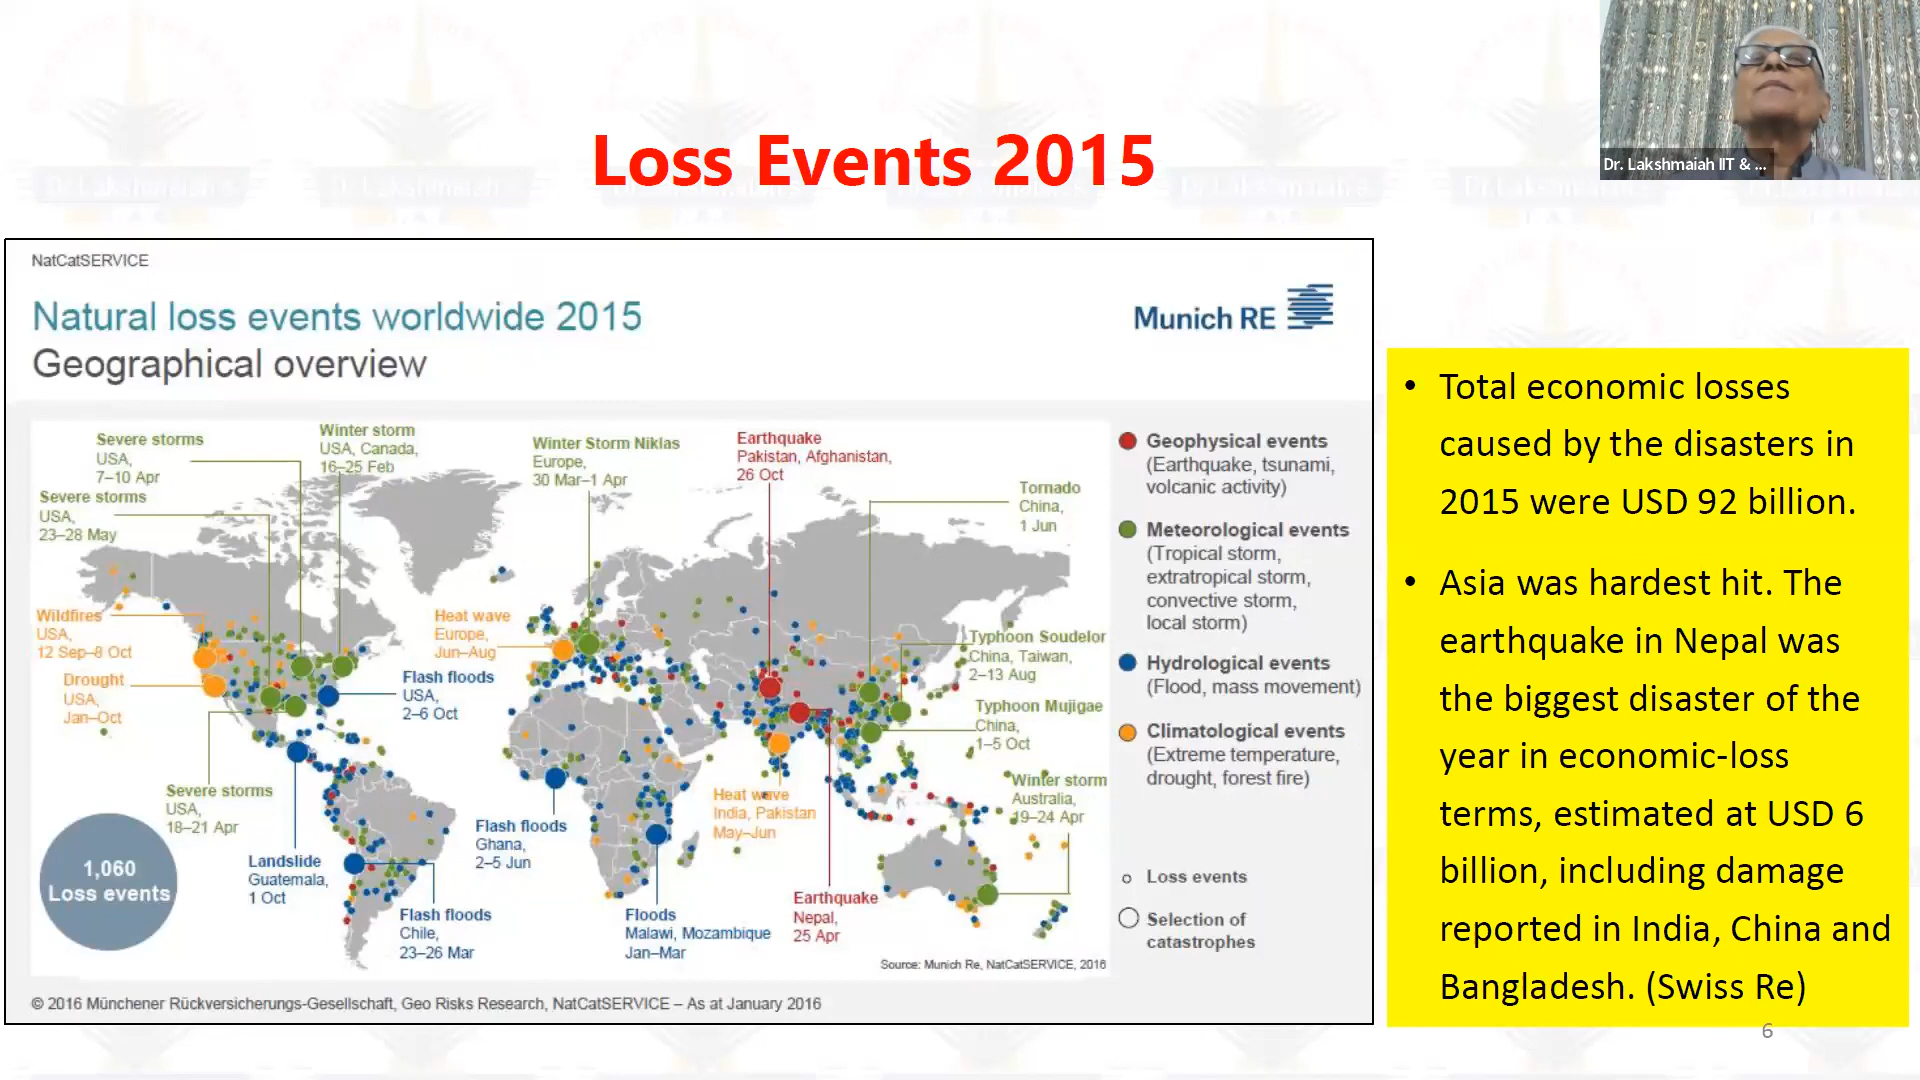 Loss Events 2015
Dr. Lakshmaiah IIT & ...
NatCatSERVICE
Natural loss events worldwide 2015
Geographical overview
Munich RE
Severe storms
USA,
7–10 Apr
Winter storm
USA, Canada,
16–25 Feb
Winter Storm Niklas
Europe,
30 Mar–1 Apr
Earthquake
Pakistan, Afghanistan,
26 Oct
Tornado
China,
1 Jun
Severe storms
USA,
23–28 May
Wildfires
USA,
12 Sep–8 Oct
Drought
USA,
Jan–Oct
Heat wave
Europe,
Jun–Aug
Flash floods
USA,
2–6 Oct
Typhoon Soudelor
China, Taiwan,
2–13 Aug
Typhoon Mujigae
China,
1–5 Oct
Winter storm
Australia,
19–24 Apr
Severe storms
USA,
18–21 Apr
Heat wave
India, Pakistan
May–Jun
Flash floods
Ghana,
2–5 Jun
Landslide
Guatemala,
1 Oct
Flash floods
Chile,
23–26 Mar
Floods
Malawi, Mozambique
Jan–Mar
Earthquake
Nepal,
25 Apr
1,060
Loss events
Source: Munich Re, NatCatSERVICE, 2016
Geophysical events
(Earthquake, tsunami,
volcanic activity)
Meteorological events
(Tropical storm,
extratropical storm,
convective storm,
local storm)
Hydrological events
(Flood, mass movement)
Climatological events
(Extreme temperature,
drought, forest fire)
Loss events
Selection of
catastrophes
© 2016 Münchener Rückversicherungs-Gesellschaft, Geo Risks Research, NatCatSERVICE – As at January 2016
• Total economic losses
caused by the disasters in
2015 were USD 92 billion.
• Asia was hardest hit. The
earthquake in Nepal was
the biggest disaster of the
year in economic-loss
terms, estimated at USD 6
billion, including damage
reported in India, China and
Bangladesh. (Swiss Re)
6